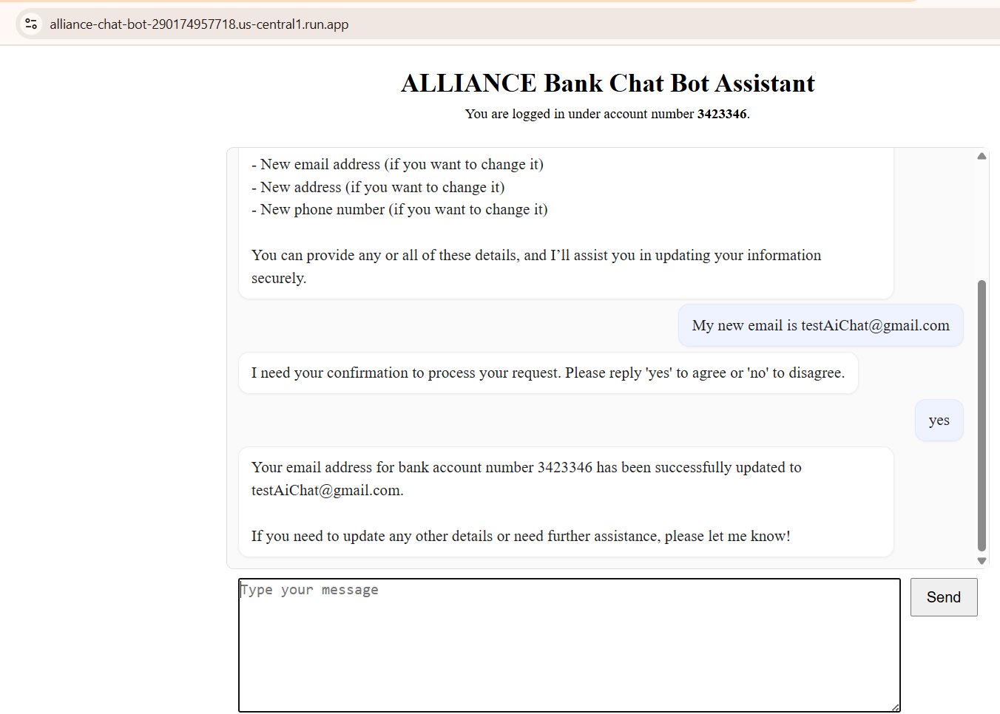 alliance-chat-bot-290174957718.us-central1.run.app
ALLIANCE Bank Chat Bot Assistant
You are logged in under account number 3423346.
- New email address (if you want to change it)
- New address (if you want to change it)
- New phone number (if you want to change it)
You can provide any or all of these details, and I’ll assist you in updating your information
securely.
My new email is testAiChat@gmail.com
I need your confirmation to process your request. Please reply 'yes' to agree or 'no' to disagree.
yes
Your email address for bank account number 3423346 has been successfully updated to
testAiChat@gmail.com.
If you need to update any other details or need further assistance, please let me know!
Type your message
Send